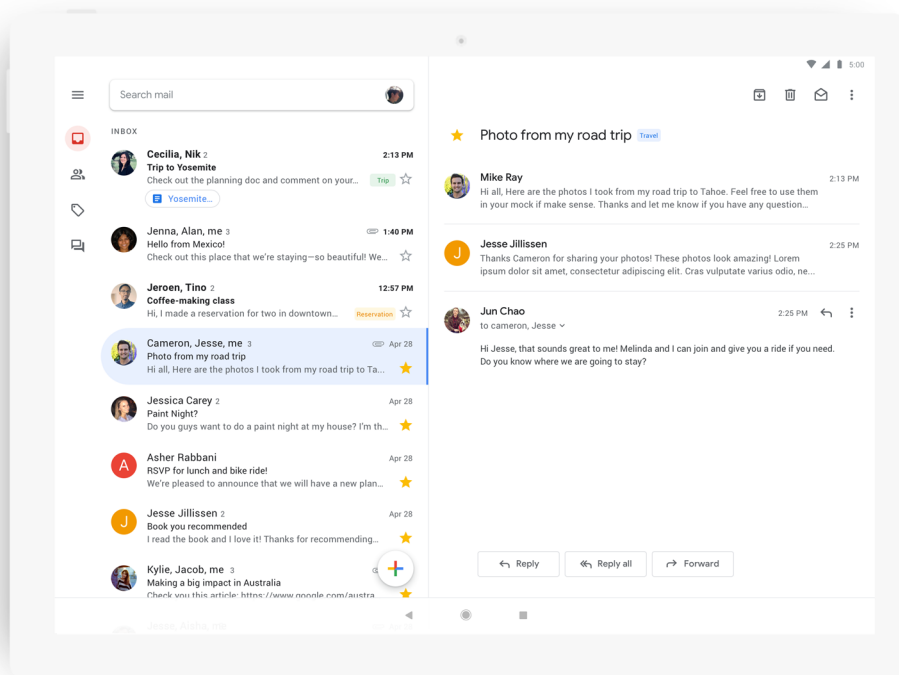 5:00
Search mail
INBOX
Cecilia, Nik 2
2:13 PM
Trip to Yosemite
Check out the planning doc and comment on your...
Trip
Yosemite...
Jenna, Alan, me 3
1:40 PM
Hello from Mexico!
Check out this place that we're staying—so beautiful! We...
Jeroen, Tino 2
12:57 PM
Coffee-making class
Hi, I made a reservation for two in downtown...
Reservation
Cameron, Jesse, me 3
Apr 28
Photo from my road trip
Hi all, Here are the photos I took from my road trip to Ta...
Jessica Carey 2
Apr 28
Paint Night?
Do you guys want to do a paint night at my house? I'm th...
A
Asher Rabbani
Apr 28
RSVP for lunch and bike ride!
We're pleased to announce that we will have a new plan...
J
Jesse Jillissen 2
Apr 28
Book you recommended
I read the book and I love it! Thanks for recommending...
Kylie, Jacob, me 3
Making a big impact in Australia
Check you this article: https://www.google.com/austra
Photo from my road trip
Travel
Mike Ray
2:13 PM
Hi all, Here are the photos I took from my road trip to Tahoe. Feel free to use them
in your mock if make sense. Thanks and let me know if you have any question...
J
Jesse Jillissen
2:25 PM
Thanks Cameron for sharing your photos! These photos look amazing! Lorem
ipsum dolor sit amet, consectetur adipiscing elit. Cras vulputate varius odio, ne...
Jun Chao
2:25 PM
to cameron, Jesse
Hi Jesse, that sounds great to me! Melinda and I can join and give you a ride if you need.
Do you know where we are going to stay?
Reply
Reply all
Forward